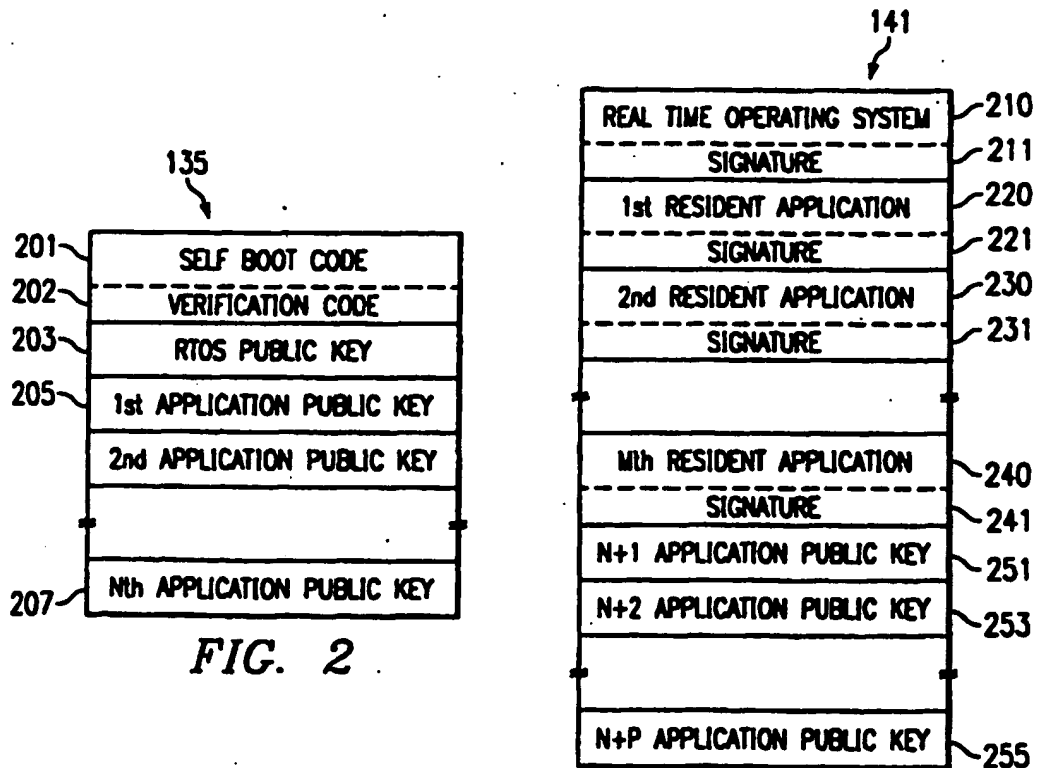 135
201
SELF BOOT CODE
202
VERIFICATION CODE
203
RTOS PUBLIC KEY
205
1st APPLICATION PUBLIC KEY
2nd APPLICATION PUBLIC KEY
207
Nth APPLICATION PUBLIC KEY
FIG. 2
141
REAL TIME OPERATING SYSTEM
210
SIGNATURE
211
1st RESIDENT APPLICATION
220
SIGNATURE
221
2nd RESIDENT APPLICATION
230
SIGNATURE
231
Mth RESIDENT APPLICATION
240
SIGNATURE
241
N+1 APPLICATION PUBLIC KEY
251
N+2 APPLICATION PUBLIC KEY
253
N+P APPLICATION PUBLIC KEY
255